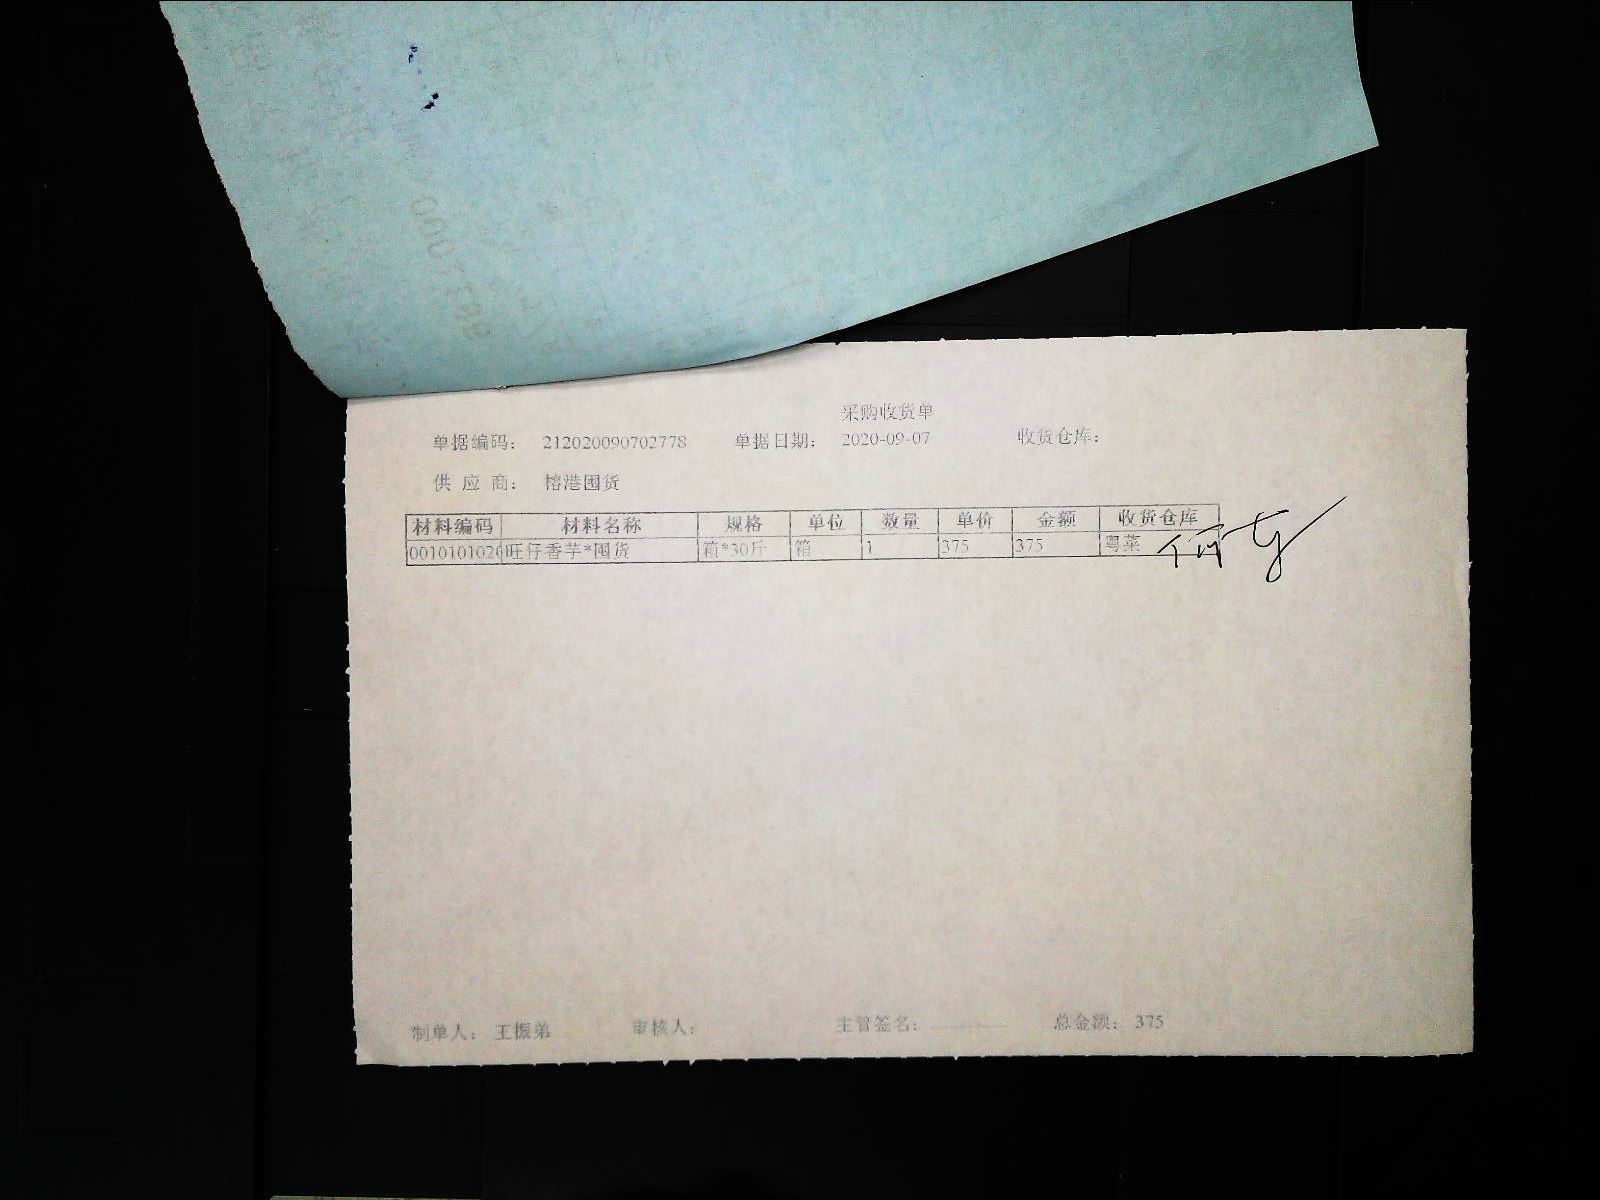 采购收货单
单据编码： 212020090702778 单据日期： 2020-09-07 收货仓库：
供 应 商： 榕港囤货
材料编码 材料名称 规格 单位 数量 单价 金额 收货仓库
0010101020 旺仔香芋*囤货 箱*30斤 箱 1 375 375 粤菜
制单人： 王振弟 审核人： 主管签名： 总金额： 375